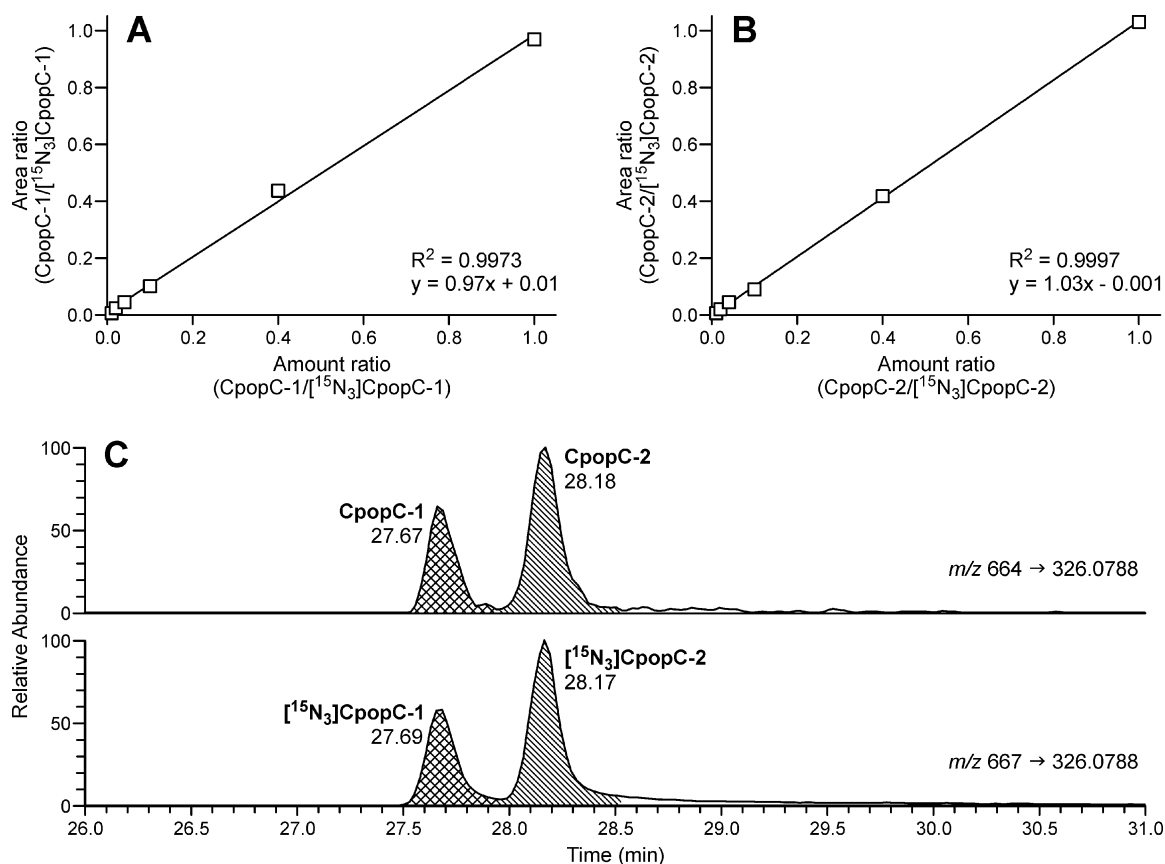 A
Area ratio
(CpopC-1/[¹⁵N₃]CpopC-1)
1.0
0.8
0.6
0.4
0.2
0.0
R² = 0.9973
y = 0.97x + 0.01
0.0 0.2 0.4 0.6 0.8 1.0
Amount ratio
(CpopC-1/[¹⁵N₃]CpopC-1)
B
Area ratio
(CpopC-2/[¹⁵N₃]CpopC-2)
1.0
0.8
0.6
0.4
0.2
0.0
R² = 0.9997
y = 1.03x - 0.001
0.0 0.2 0.4 0.6 0.8 1.0
Amount ratio
(CpopC-2/[¹⁵N₃]CpopC-2)
C
Relative Abundance
100
50
0
CpopC-1
27.67
CpopC-2
28.18
m/z 664 → 326.0788
100
50
0
[¹⁵N₃]CpopC-1
27.69
[¹⁵N₃]CpopC-2
28.17
m/z 667 → 326.0788
26.0 26.5 27.0 27.5 28.0 28.5 29.0 29.5 30.0 30.5 31.0
Time (min)